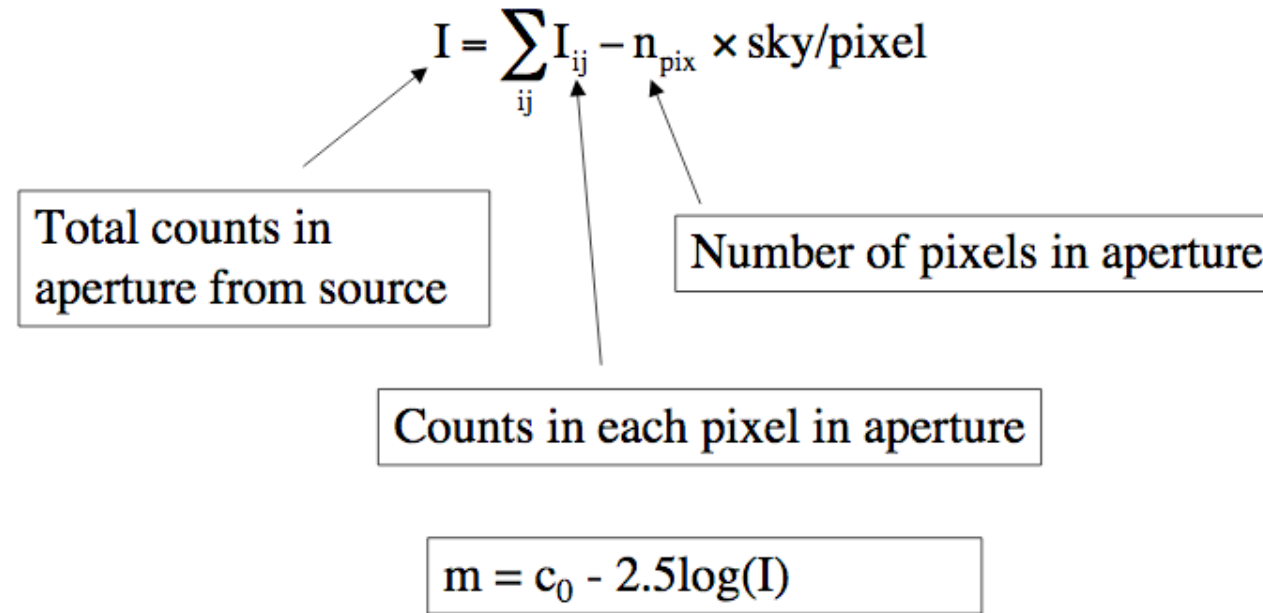 I = ∑ I_ij − n_pix × sky/pixel
ij
Total counts in
aperture from source
Number of pixels in aperture
Counts in each pixel in aperture
m = c₀ - 2.5log(I)